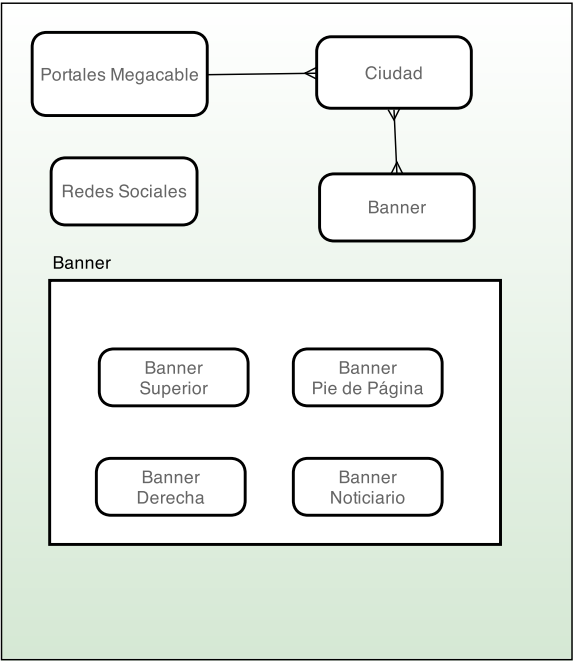 Portales Megacable
Ciudad
Redes Sociales
Banner
Banner
Banner
Superior
Banner
Pie de Página
Banner
Derecha
Banner
Noticiario